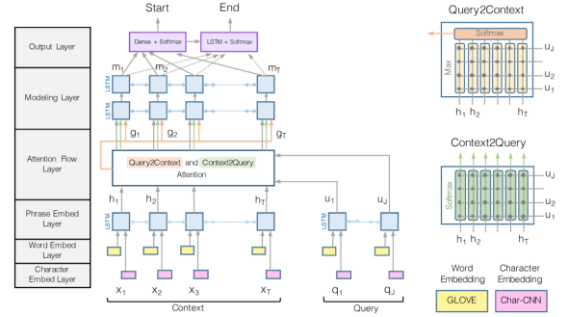 Start End
Query2Context
Output Layer
Dense + Softmax
LSTM + Softmax
Softmax
m1 m2 mT
Max
uJ
u2
u1
LSTM
Modeling Layer
LSTM
h1 h2 hT
g1 g2 gT
Context2Query
Attention Flow
Layer
Query2Context and Context2Query
Attention
Softmax
uJ
u2
u1
h1 h2 hT u1 uJ
h1 h2 hT
Phrase Embed
Layer
LSTM
LSTM
Word Embed
Layer
Character
Embed Layer
Word
Embedding
Character
Embedding
x1 x2 x3 xT q1 qJ
GLOVE
Char-CNN
Context
Query